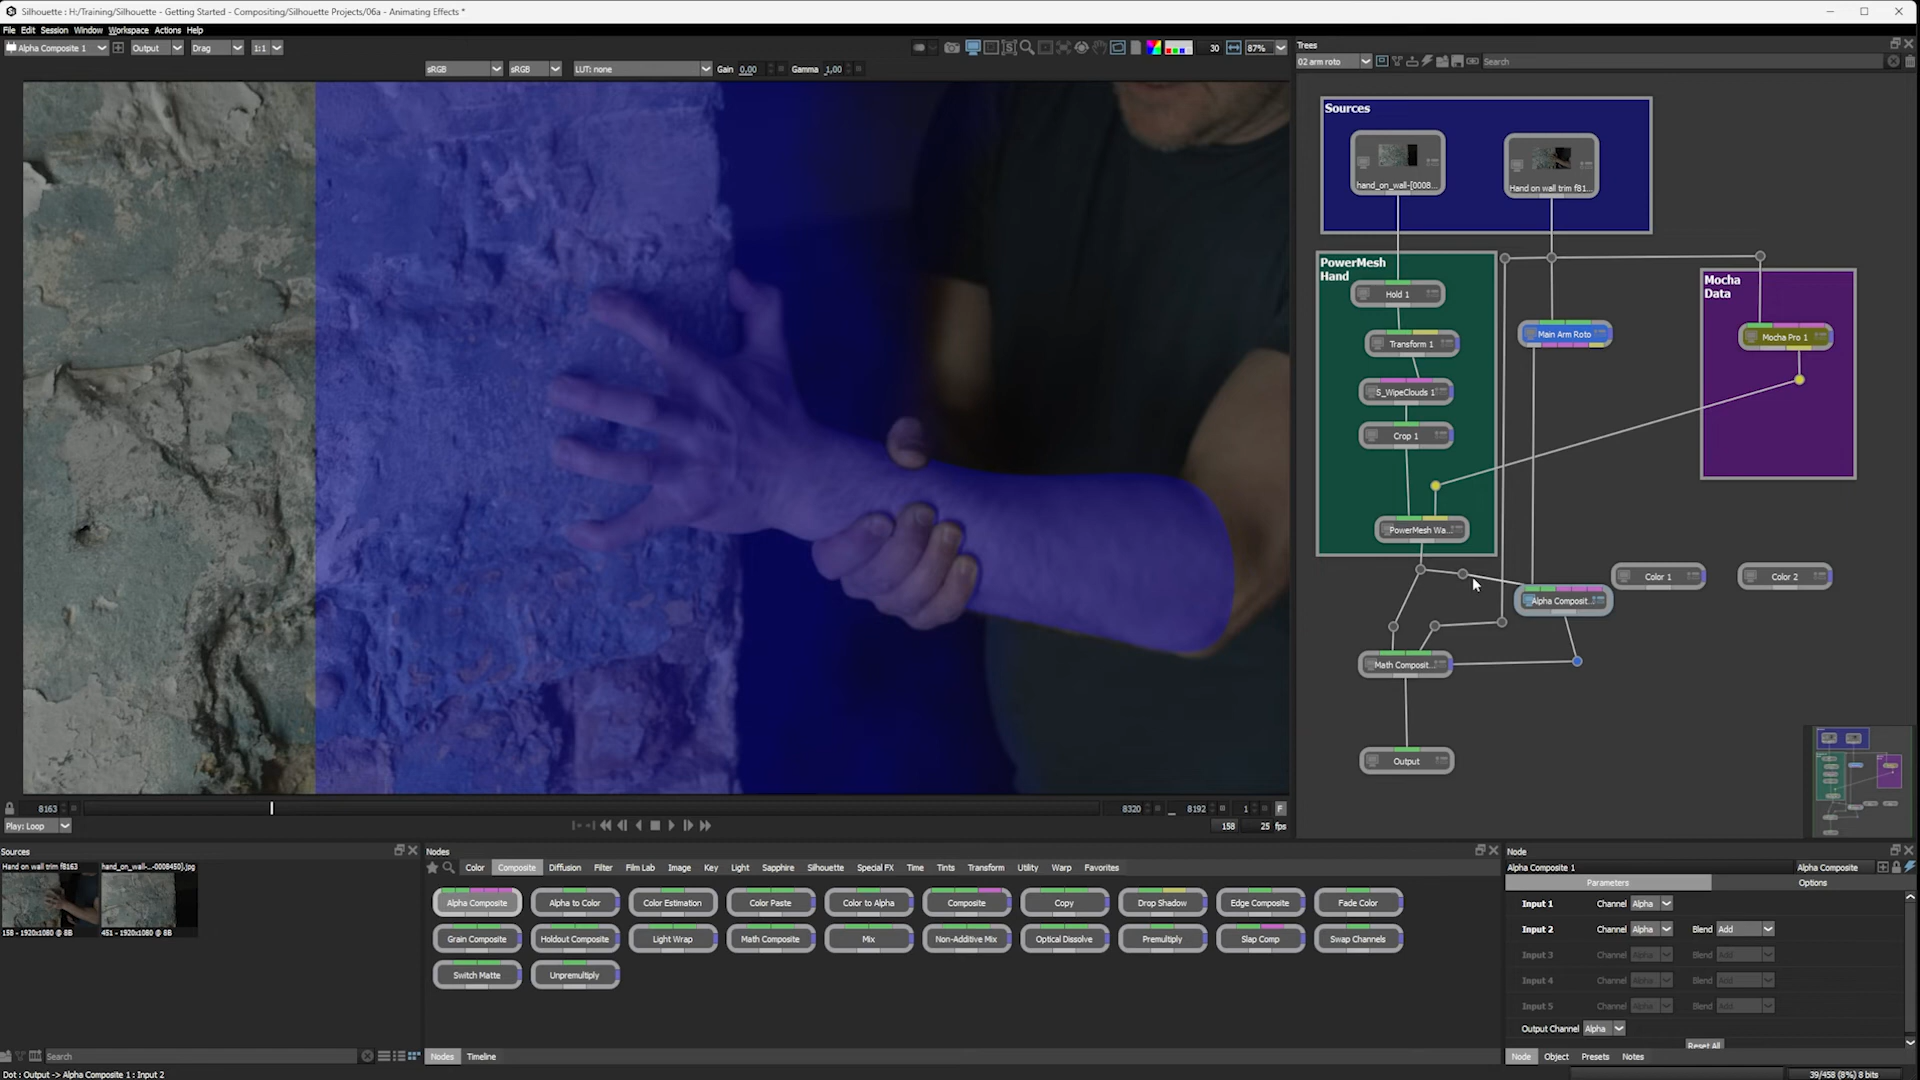 Silhouette : H:/Training/Silhouette - Getting Started - Compositing/Silhouette Projects/06a - Animating Effects *
File Edit Session Window Workspace Actions Help
Alpha Composite 1 Output Drag 1:1 30 87%
sRGB sRGB LUT: none Gain 0.00 Gamma 1.00
Trees
02 arm roto Search
Sources
hand_on_wall-[0008... Hand on wall trim f81...
PowerMesh
Hand
Mocha
Data
Hold 1
Transform 1
Main Arm Roto
Mocha Pro 1
S_WipeClouds 1
Crop 1
PowerMesh Wa...
Color 1 Color 2
Alpha Composit...
Math Composit...
Output
8163 8320 8192 1 F
Play: Loop 158 25 fps
Sources
Hand on wall trim f8163 hand_on_wall-...-0008450].jpg
158 - 1920x1080 @ 8B 451 - 1920x1080 @ 8B
Search
Nodes
Color Composite Diffusion Filter Film Lab Image Key Light Sapphire Silhouette Special FX Time Tints Transform Utility Warp Favorites
Alpha Composite Alpha to Color Color Estimation Color Paste Color to Alpha Composite Copy Drop Shadow Edge Composite Fade Color
Grain Composite Holdout Composite Light Wrap Math Composite Mix Non-Additive Mix Optical Dissolve Premultiply Slap Comp Swap Channels
Switch Matte Unpremultiply
Nodes Timeline
Node
Alpha Composite 1 Alpha Composite
Parameters Options
Input 1 Channel Alpha
Input 2 Channel Alpha Blend Add
Input 3 Channel Alpha Blend Add
Input 4 Channel Alpha Blend Add
Input 5 Channel Alpha Blend Add
Output Channel Alpha
Reset All
Node Object Presets Notes
Dot : Output -> Alpha Composite 1 : Input 2
39/458 (8%) 8 bits